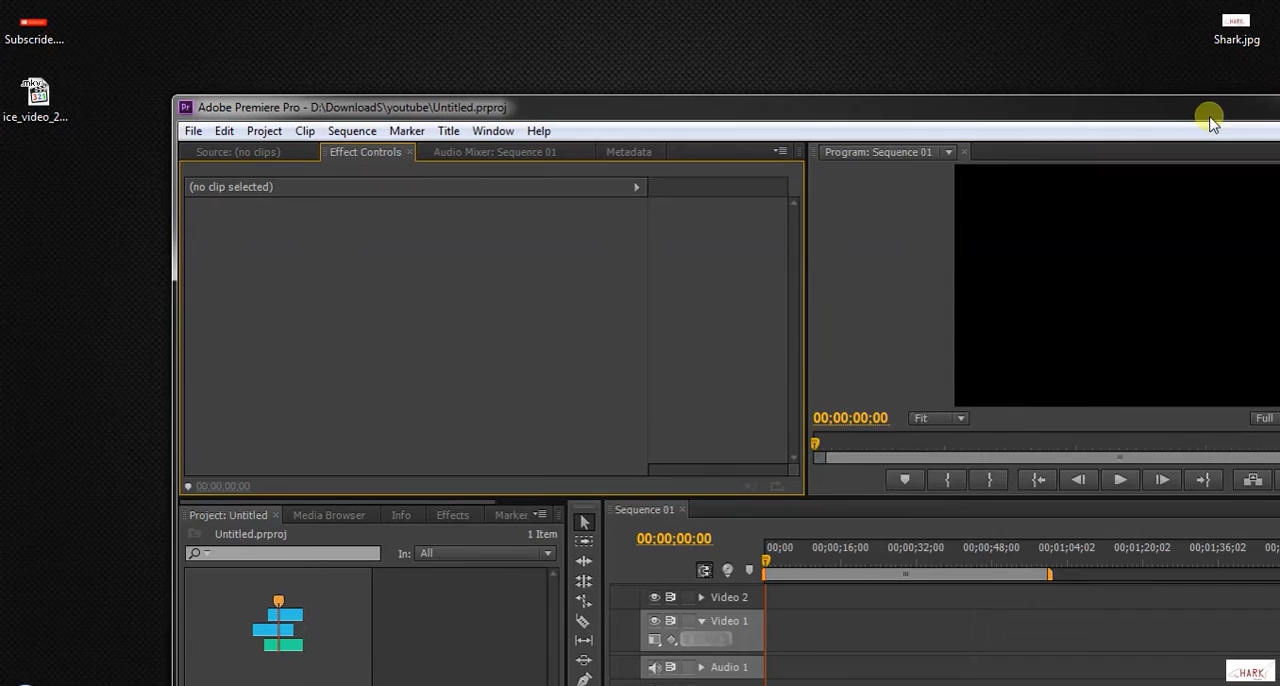 Subscride....
Shark.jpg
.mkv
321
ice_video_2...
Pr Adobe Premiere Pro - D:\DownloadS\youtube\Untitled.prproj
File Edit Project Clip Sequence Marker Title Window Help
Source: (no clips) Effect Controls Audio Mixer: Sequence 01 Metadata Program: Sequence 01
(no clip selected)
00;00;00;00 Fit Full
00;00;00;00
Project: Untitled Media Browser Info Effects Marker Sequence 01
Untitled.prproj 1 Item
00;00;00;00
In: All
00;00 00;00;16;00 00;00;32;00 00;00;48;00 00;01;04;02 00;01;20;02 00;01;36;02 00;
Video 2
Video 1
Audio 1
HARK